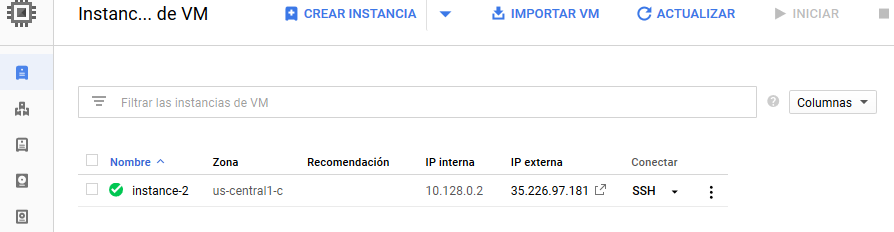 Instanc... de VM CREAR INSTANCIA IMPORTAR VM ACTUALIZAR INICIAR
Filtrar las instancias de VM Columnas
Nombre Zona Recomendación IP interna IP externa Conectar
instance-2 us-central1-c 10.128.0.2 35.226.97.181 SSH